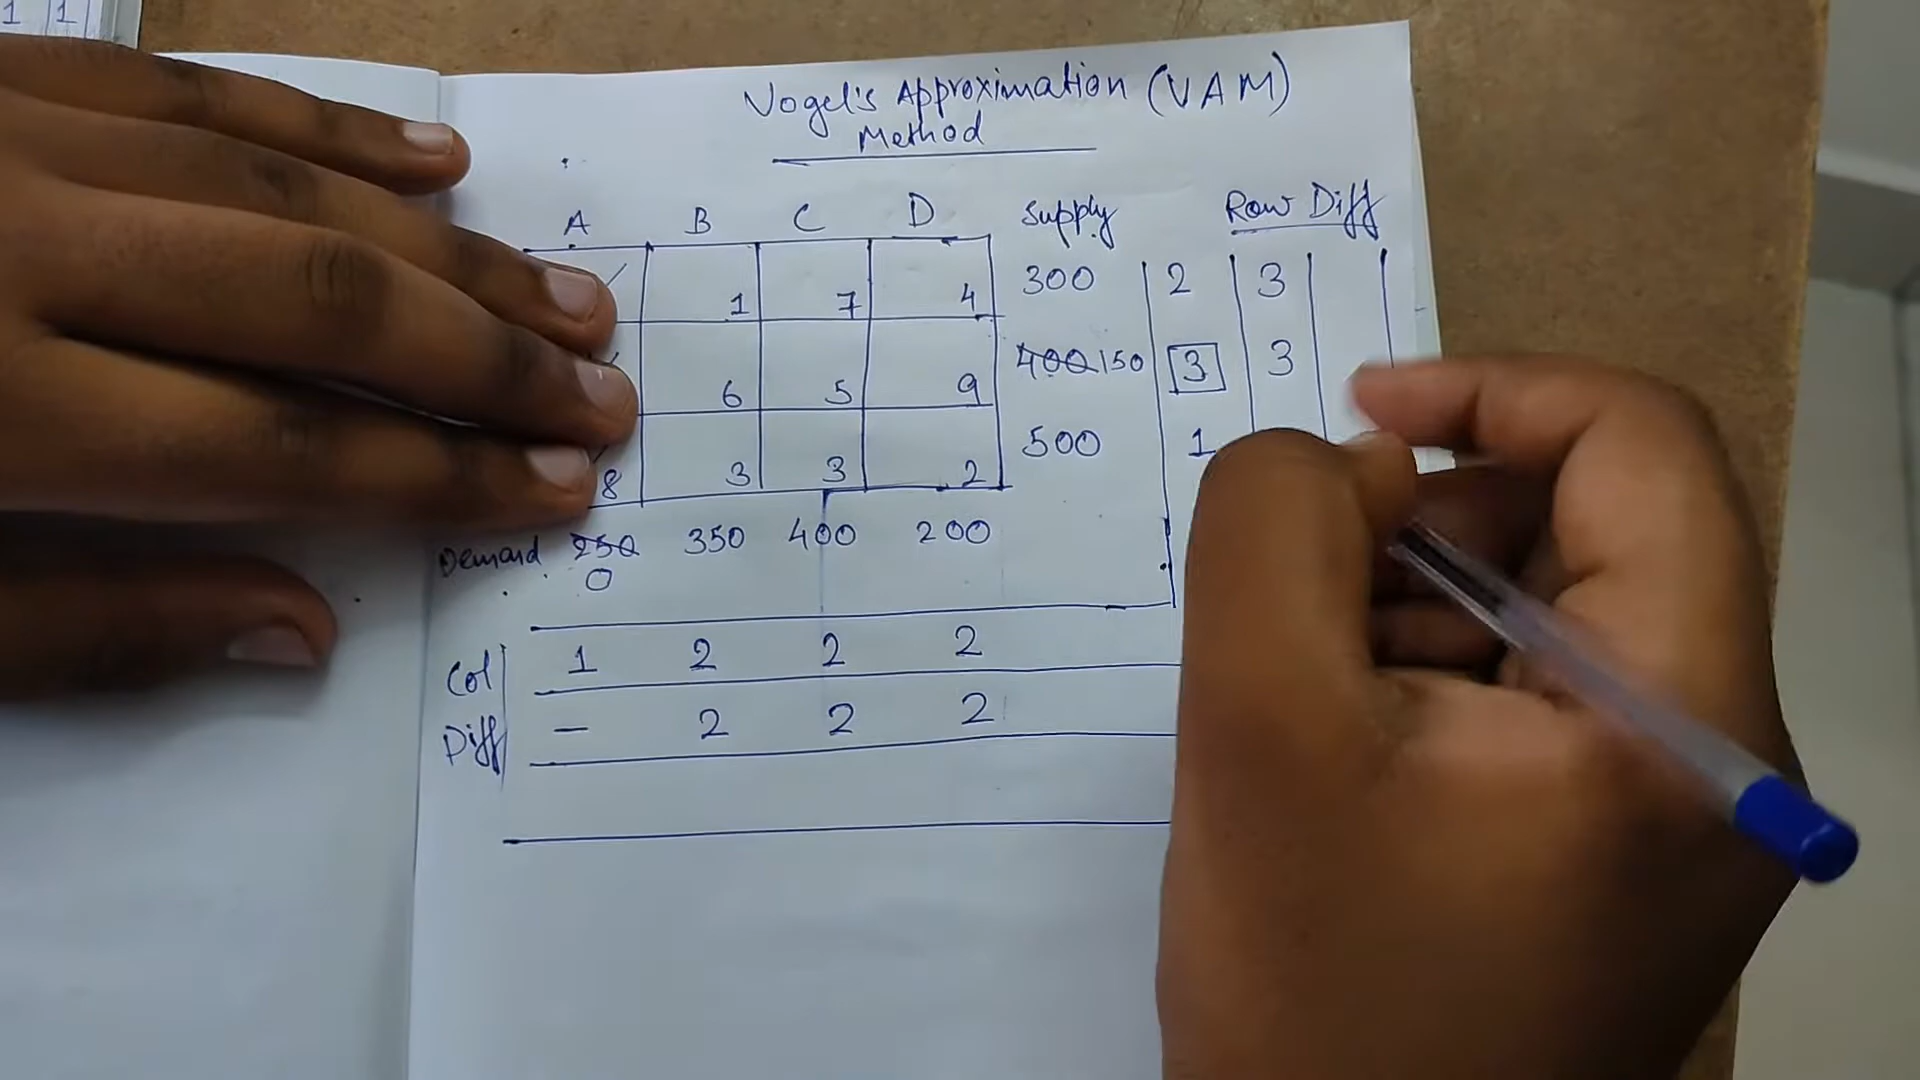 1 1
Vogel's Approximation (VAM)
Method
A B C D Supply Row Diff
1 7 4 300 2 3
6 5 9 400 150 3 3
8 3 3 2 500 1
Demand 250 350 400 200
0
Col 1 2 2 2
Diff – 2 2 2